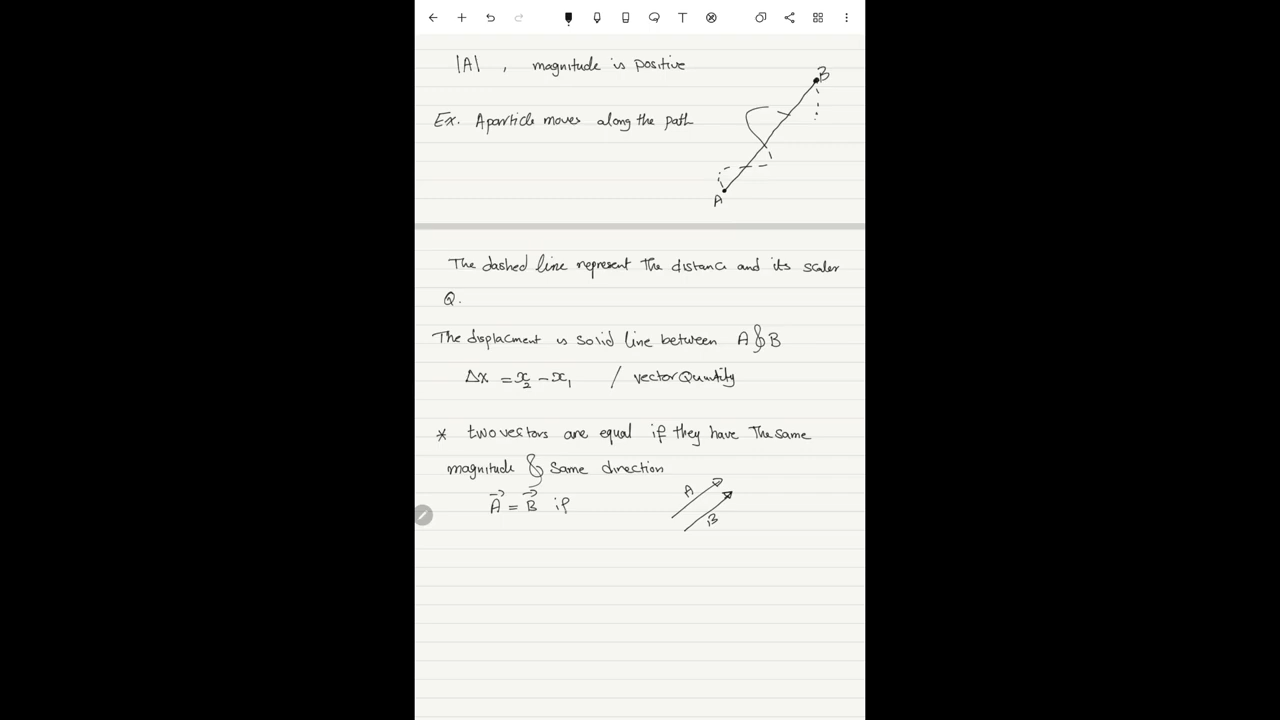 |A| , magnitude is positive
B
Ex. A particle moves along the path
A
The dashed line represent the distance and its scaler
Q.
The displacment is solid line between A & B
Δx = x₂ - x₁ / vector Quantity
* two vectors are equal if they have the same
magnitude & same direction
A⃗ = B⃗ if
A
B